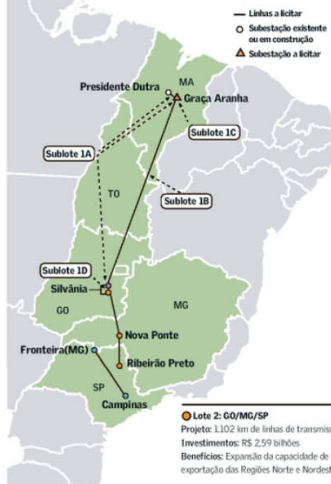 Linhas a licitar
Subestação existente
ou em construção
Subestação a licitar
MA
Presidente Dutra
Graça Aranha
Sublote 1C
Sublote 1A
TO
Sublote 1B
Sublote 1D
Silvânia
GO
MG
Nova Ponte
Fronteira(MG)
Ribeirão Preto
SP
Campinas
Lote 2: GO/MG/SP
Projeto: 1.102 km de linhas de transmiss
Investimentos: R$ 2,59 bilhões
Benefícios: Expansão da capacidade de
exportação das Regiões Norte e Nordest